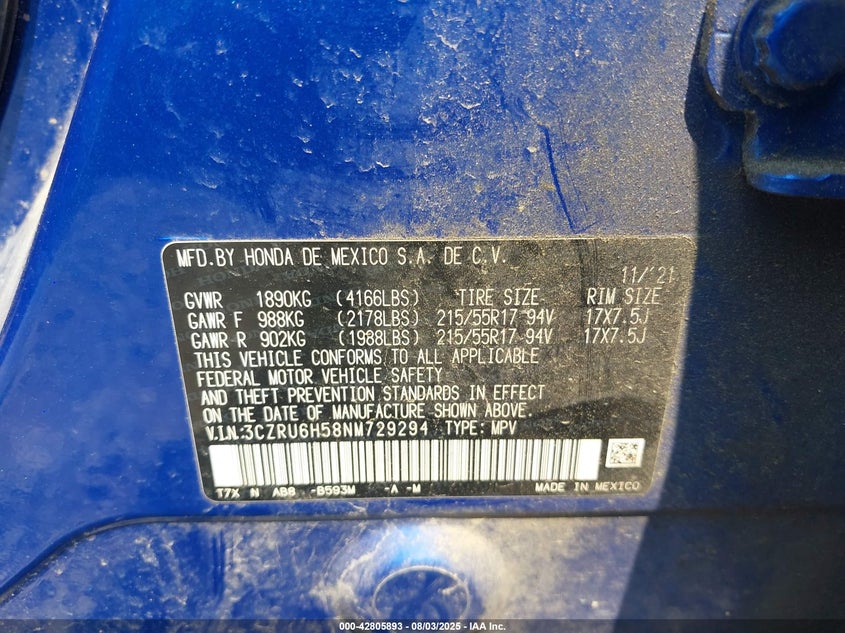 MFD.BY HONDA DE MEXICO S.A. DE C.V.
11/'21
GVWR 1890KG (4166LBS) TIRE SIZE RIM SIZE
GAWR F 988KG (2178LBS) 215/55R17 94V 17X7.5J
GAWR R 902KG (1988LBS) 215/55R17 94V 17X7.5J
THIS VEHICLE CONFORMS TO ALL APPLICABLE
FEDERAL MOTOR VEHICLE SAFETY
AND THEFT PREVENTION STANDARDS IN EFFECT
ON THE DATE OF MANUFACTURE SHOWN ABOVE.
V.I.N:3CZRU6H58NM729294 TYPE: MPV
T7X N AB8 -B593M -A -M MADE IN MEXICO
000-42805893 - 08/03/2025 - IAA Inc.